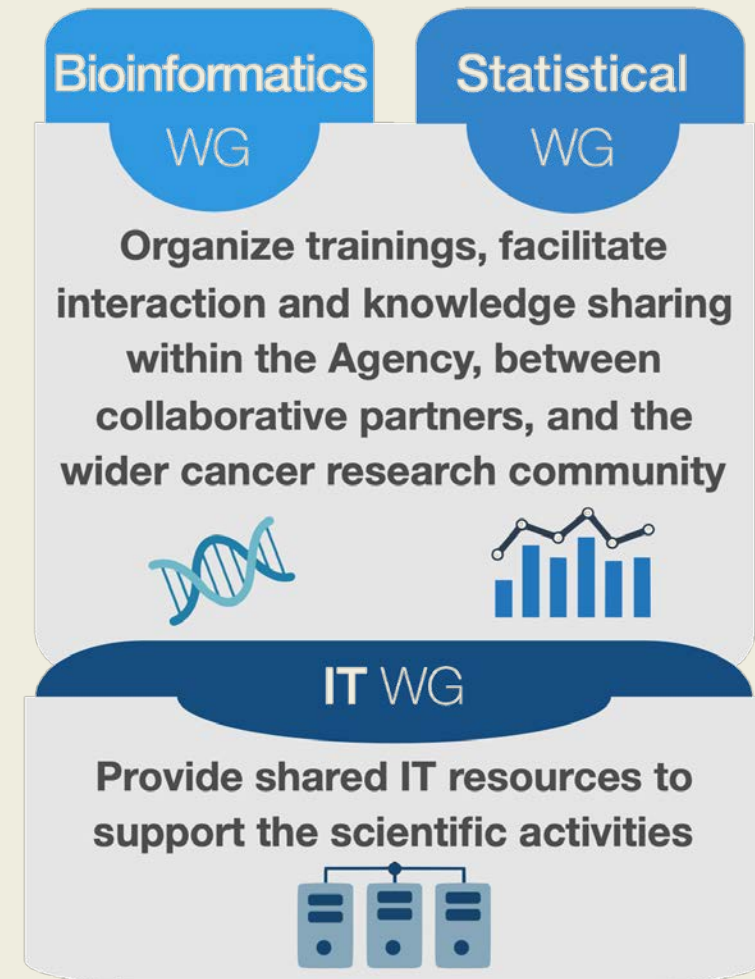 Bioinformatics
WG
Statistical
WG
Organize trainings, facilitate
interaction and knowledge sharing
within the Agency, between
collaborative partners, and the
wider cancer research community
IT WG
Provide shared IT resources to
support the scientific activities